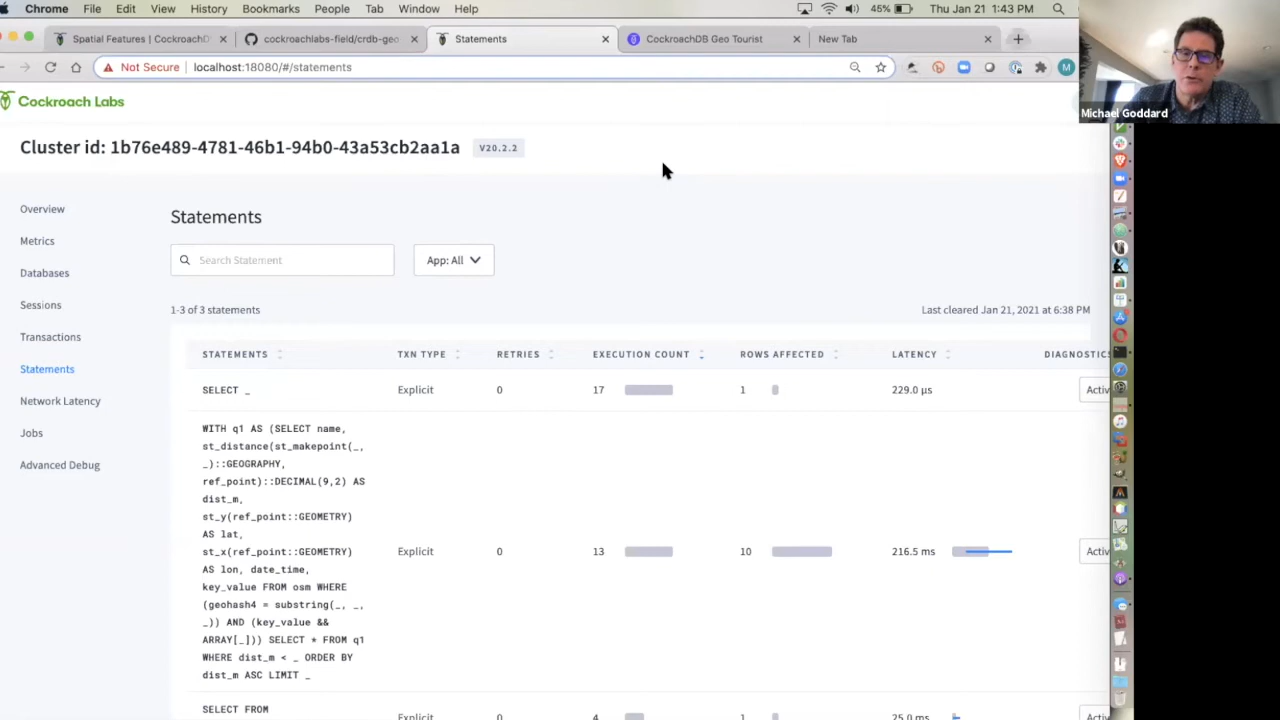 Chrome File Edit View History Bookmarks People Tab Window Help 45% Thu Jan 21 1:43 PM
Spatial Features | CockroachD × cockroachlabs-field/crdb-geo × Statements × CockroachDB Geo Tourist × New Tab × +
Not Secure localhost:18080/#/statements M
Michael Goddard
Cockroach Labs
Cluster id: 1b76e489-4781-46b1-94b0-43a53cb2aa1a V20.2.2
Overview
Metrics
Databases
Sessions
Transactions
Statements
Network Latency
Jobs
Advanced Debug
Statements
Search Statement App: All
1-3 of 3 statements Last cleared Jan 21, 2021 at 6:38 PM
STATEMENTS TXN TYPE RETRIES EXECUTION COUNT ROWS AFFECTED LATENCY DIAGNOSTICS
SELECT _ Explicit 0 17 1 229.0 µs Activ
WITH q1 AS (SELECT name,
st_distance(st_makepoint(_,
_)::GEOGRAPHY,
ref_point)::DECIMAL(9,2) AS
dist_m,
st_y(ref_point::GEOMETRY)
AS lat,
st_x(ref_point::GEOMETRY) Explicit 0 13 10 216.5 ms Activ
AS lon, date_time,
key_value FROM osm WHERE
(geohash4 = substring(_, _,
_)) AND (key_value &&
ARRAY[_])) SELECT * FROM q1
WHERE dist_m < _ ORDER BY
dist_m ASC LIMIT _
SELECT FROM Explicit 0 4 1 25.0 ms Activ